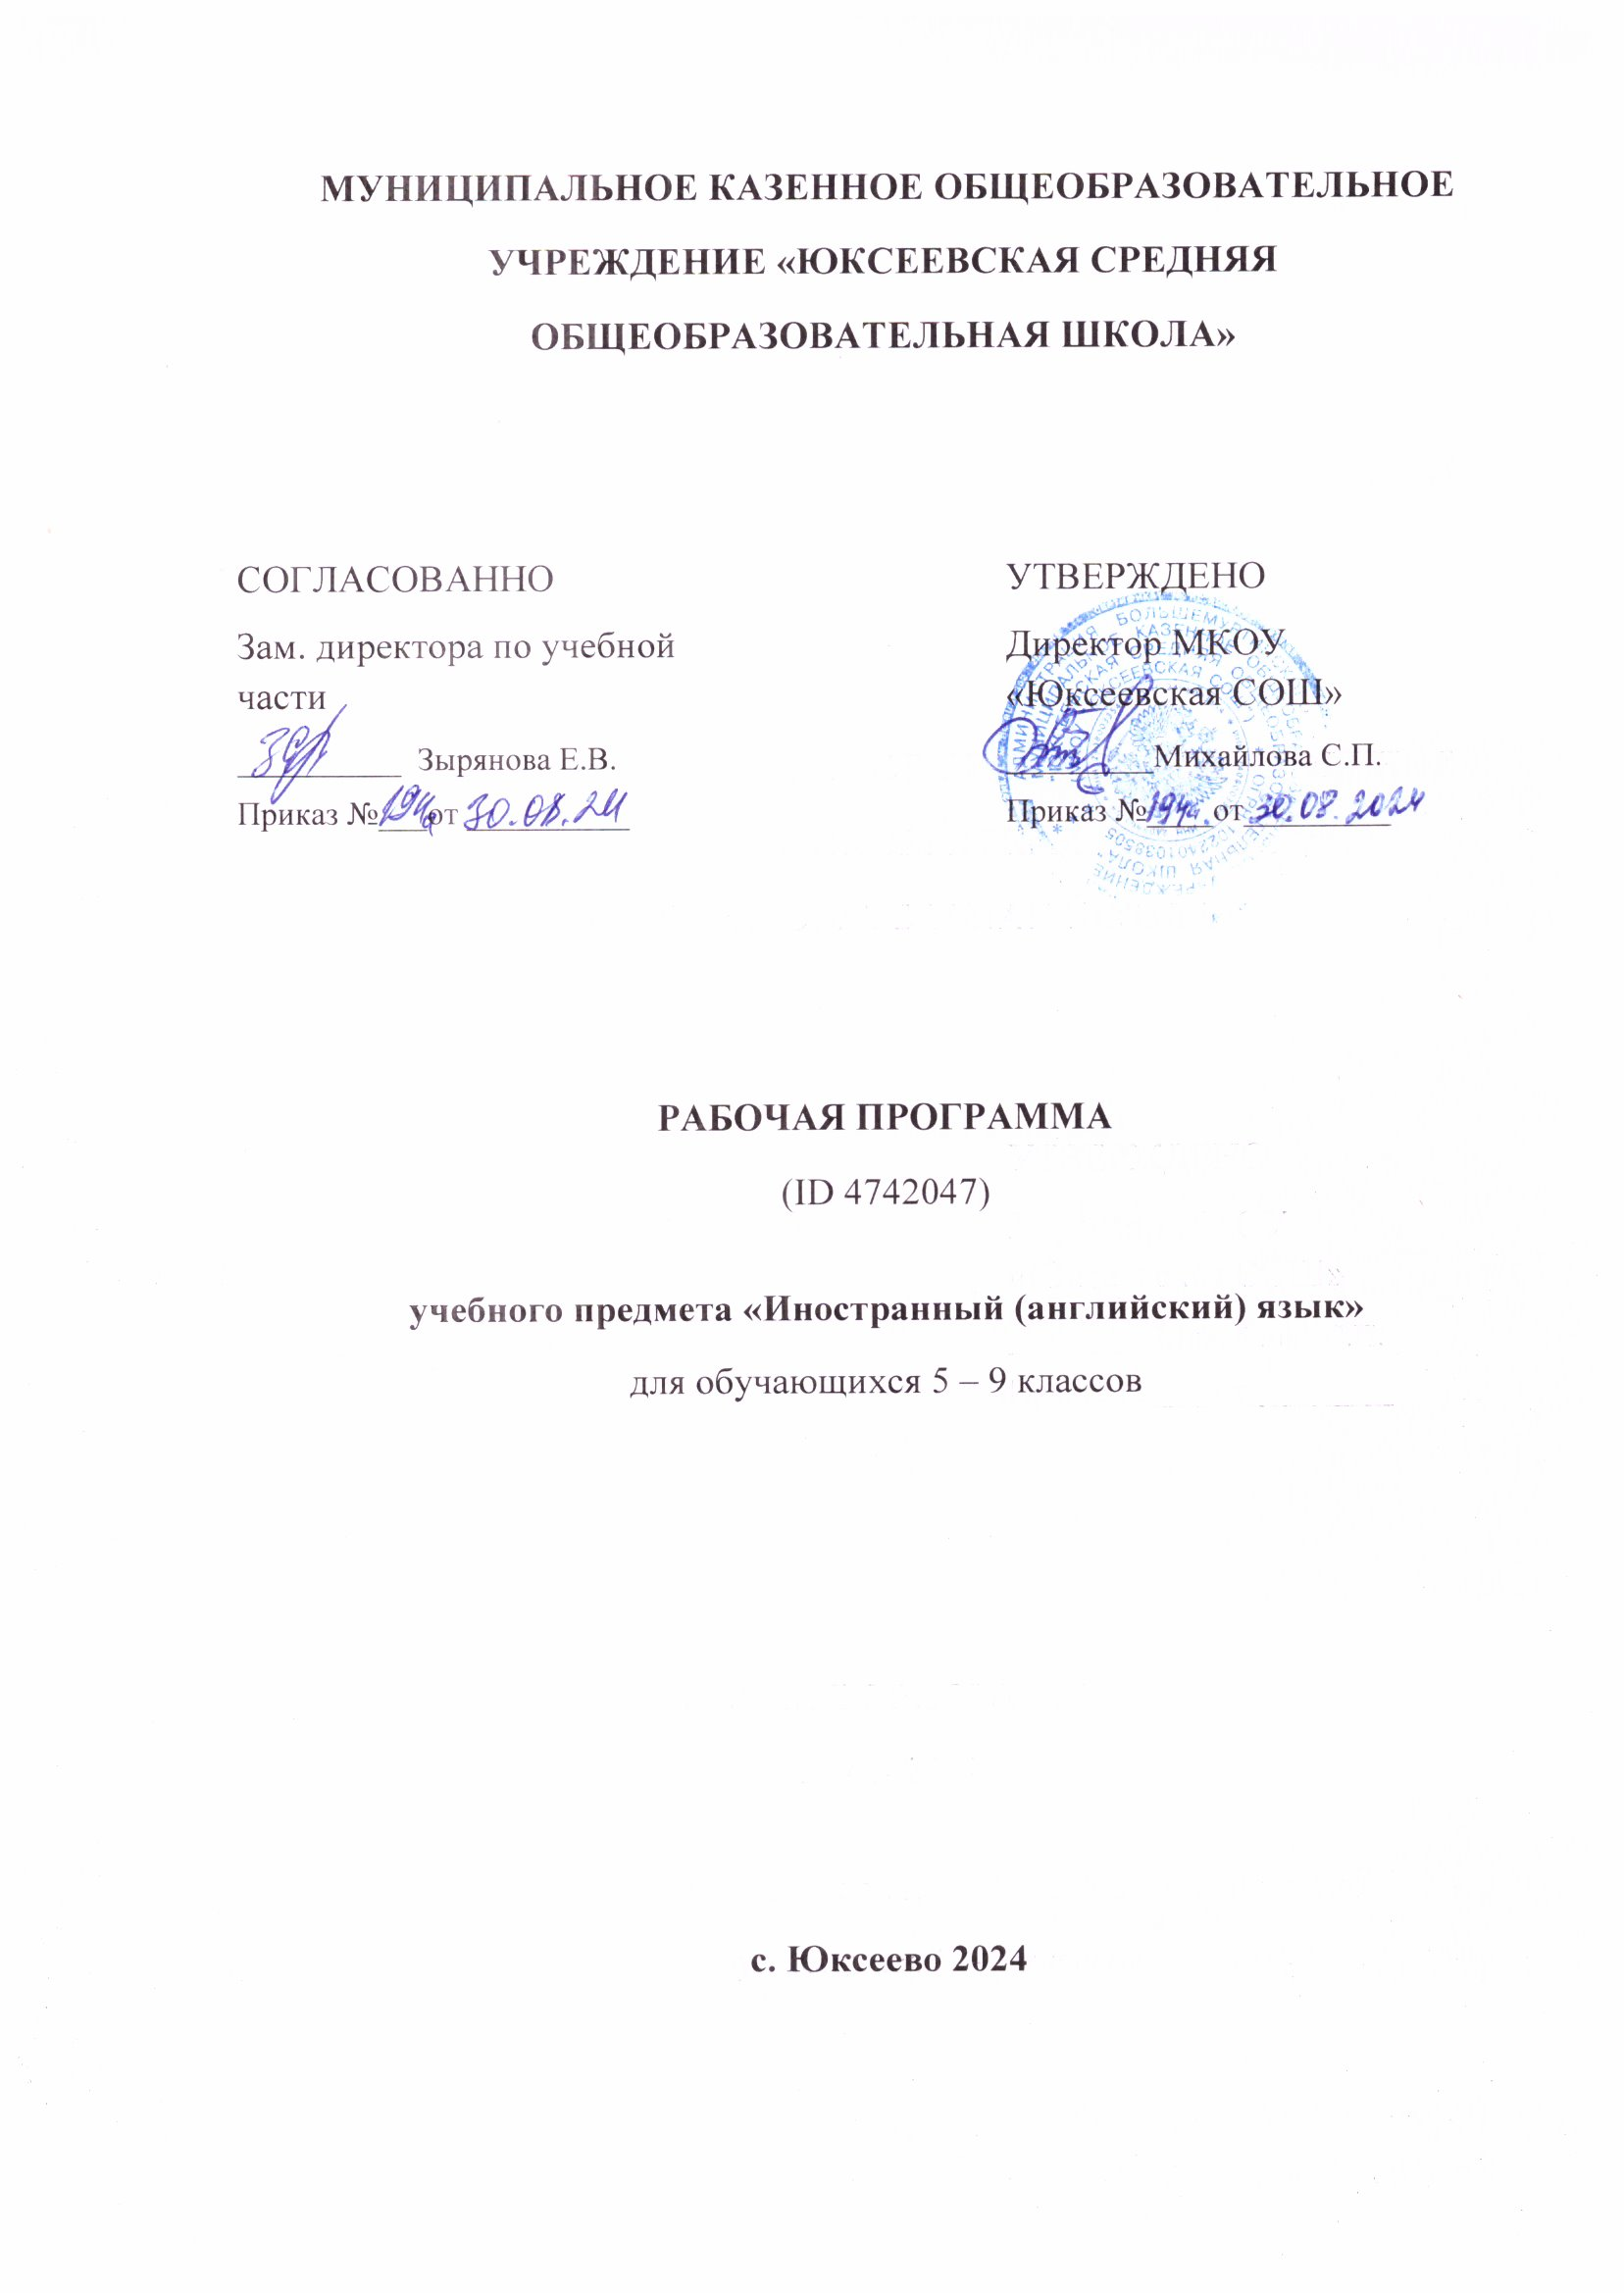 МУНИЦИПАЛЬНОЕ КАЗЕННОЕ ОБЩЕОБРАЗОВАТЕЛЬНОЕ
УЧРЕЖДЕНИЕ «ЮКСЕЕВСКАЯ СРЕДНЯЯ
ОБЩЕОБРАЗОВАТЕЛЬНАЯ ШКОЛА»
СОГЛАСОВАННО
Зам. директора по учебной
части
Зырянова Е.В.
Приказ № от 30.08.24
УТВЕРЖДЕНО
Директор МКОУ
«Юксеевская СОШ»
Михайлова С.П.
Приказ № от 30.08.2024
РАБОЧАЯ ПРОГРАММА
(ID 4742047)
учебного предмета «Иностранный (английский) язык»
для обучающихся 5 – 9 классов
с. Юксеево 2024